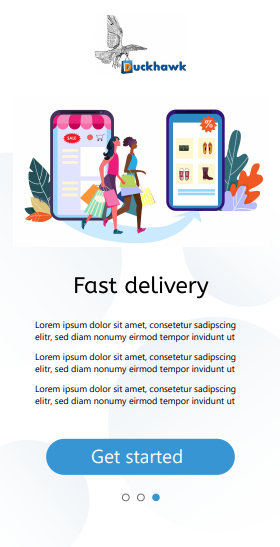 Duckhawk
SALE
%
Fast delivery
Lorem ipsum dolor sit amet, consetetur sadipscing
elitr, sed diam nonumy eirmod tempor invidunt ut
Lorem ipsum dolor sit amet, consetetur sadipscing
elitr, sed diam nonumy eirmod tempor invidunt ut
Lorem ipsum dolor sit amet, consetetur sadipscing
elitr, sed diam nonumy eirmod tempor invidunt ut
Get started